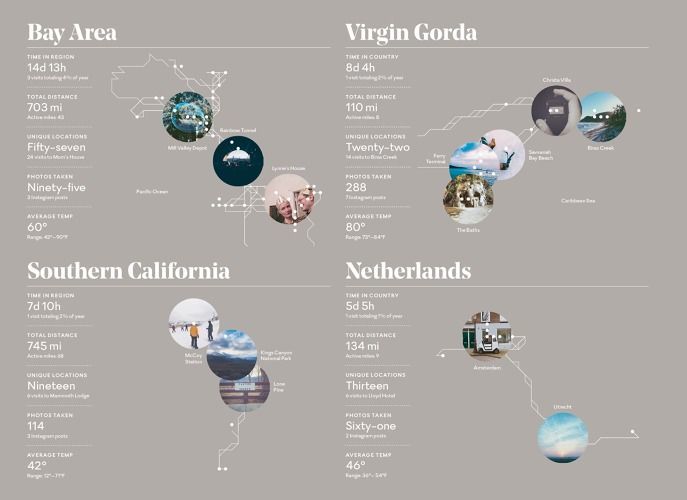 Bay Area
TIME IN REGION
14d 13h
3 visits totaling 4% of year
TOTAL DISTANCE
703 mi
Active miles: 43
UNIQUE LOCATIONS
Fifty-seven
24 visits to Mom's House
PHOTOS TAKEN
Ninety-five
3 Instagram posts
AVERAGE TEMP
60°
Range: 42°–90°F
Mill Valley Depot
Rainbow Tunnel
Lynne's House
Pacific Ocean
Virgin Gorda
TIME IN COUNTRY
8d 4h
1 visit totaling 2% of year
TOTAL DISTANCE
110 mi
Active miles: 8
UNIQUE LOCATIONS
Twenty-two
14 visits to Biras Creek
PHOTOS TAKEN
288
7 Instagram posts
AVERAGE TEMP
80°
Range: 73°–84°F
Christa Villa
Biras Creek
Savannah
Bay Beach
Ferry
Terminal
The Baths
Caribbean Sea
Southern California
TIME IN REGION
7d 10h
1 visit totaling 2% of year
TOTAL DISTANCE
745 mi
Active miles: 68
UNIQUE LOCATIONS
Nineteen
6 visits to Mammoth Lodge
PHOTOS TAKEN
114
3 Instagram posts
AVERAGE TEMP
42°
Range: 12°–71°F
McCoy
Station
Kings Canyon
National Park
Lone
Pine
Netherlands
TIME IN COUNTRY
5d 5h
1 visit totaling 1% of year
TOTAL DISTANCE
134 mi
Active miles: 9
UNIQUE LOCATIONS
Thirteen
6 visits to Lloyd Hotel
PHOTOS TAKEN
Sixty-one
2 Instagram posts
AVERAGE TEMP
46°
Range: 36°–54°F
Amsterdam
Utrecht